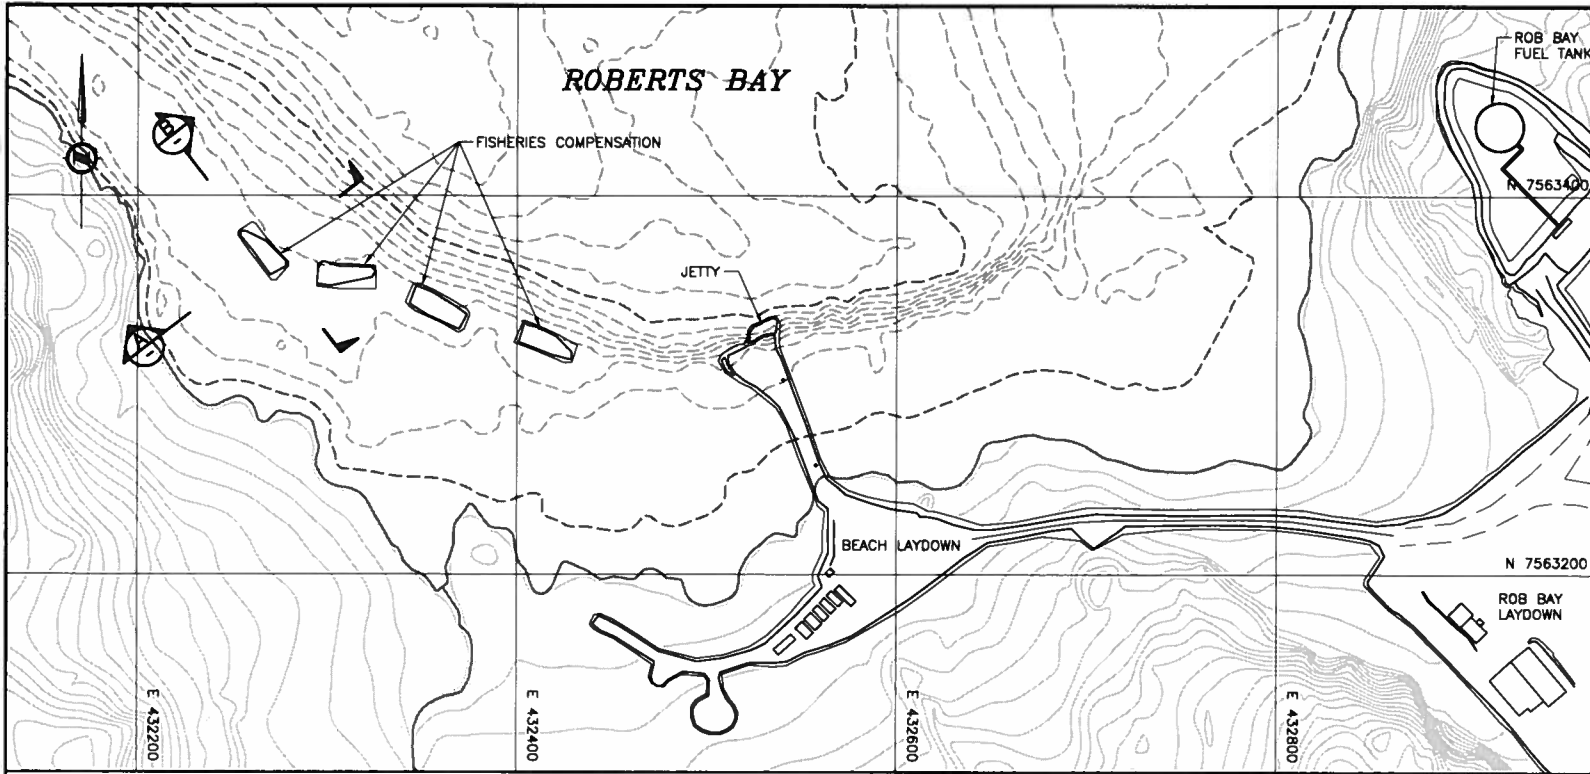 ROBERTS BAY
ROB BAY
FUEL TANK
B
FISHERIES COMPENSATION
N 7563400
JETTY
BEACH LAYDOWN
N 7563200
ROB BAY
LAYDOWN
E 432200
E 432400
E 432600
E 432800